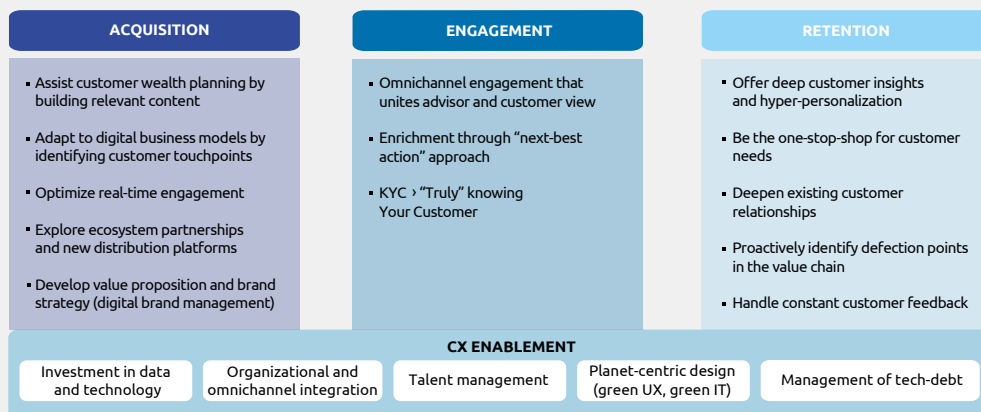 ACQUISITION
Assist customer wealth planning by
building relevant content
Adapt to digital business models by
identifying customer touchpoints
Optimize real-time engagement
Explore ecosystem partnerships
and new distribution platforms
Develop value proposition and brand
strategy (digital brand management)
ENGAGEMENT
Omnichannel engagement that
unites advisor and customer view
Enrichment through “next-best
action” approach
KYC › “Truly” knowing
Your Customer
RETENTION
Offer deep customer insights
and hyper-personalization
Be the one-stop-shop for customer
needs
Deepen existing customer
relationships
Proactively identify defection points
in the value chain
Handle constant customer feedback
CX ENABLEMENT
Investment in data
and technology
Organizational and
omnichannel integration
Talent management
Planet-centric design
(green UX, green IT)
Management of tech-debt